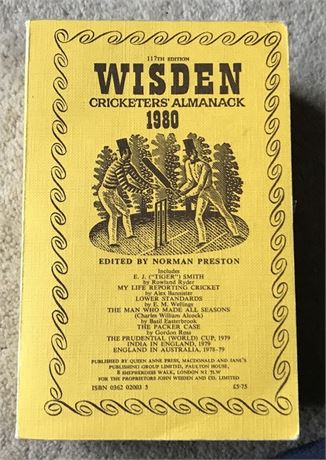 117TH EDITION
WISDEN
CRICKETERS' ALMANACK
1980
EDITED BY NORMAN PRESTON
Includes
E. J. ("TIGER") SMITH
by Rowland Ryder
MY LIFE REPORTING CRICKET
by Alex Bannister
LOWER STANDARDS
by E. M. Wellings
THE MAN WHO MADE ALL SEASONS
(Charles William Alcock)
by Basil Easterbrook
THE PACKER CASE
by Gordon Ross
THE PRUDENTIAL (WORLD) CUP, 1979
INDIA IN ENGLAND, 1979
ENGLAND IN AUSTRALIA, 1978-79
PUBLISHED BY QUEEN ANNE PRESS, MACDONALD AND JANE'S
PUBLISHING GROUP LIMITED, PAULTON HOUSE,
8 SHEPHERDESS WALK, LONDON N1 7LW
FOR THE PROPRIETORS JOHN WISDEN AND CO. LIMITED
ISBN 0362 02003 3 £5·75